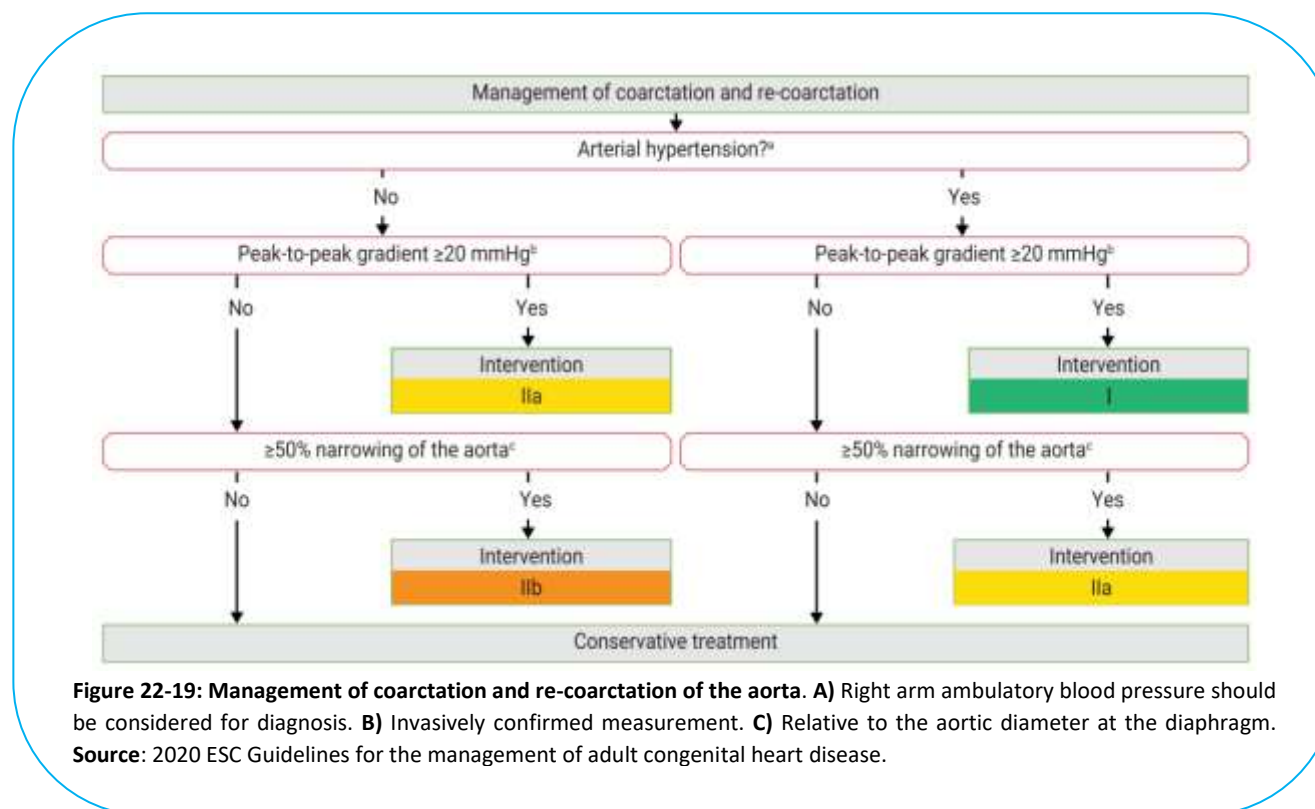 Management of coarctation and re-coarctation
Arterial hypertension?ᵃ
No Yes
Peak-to-peak gradient ≥20 mmHgᵇ Peak-to-peak gradient ≥20 mmHgᵇ
No Yes No Yes
Intervention Intervention
IIa I
≥50% narrowing of the aortaᶜ ≥50% narrowing of the aortaᶜ
No Yes No Yes
Intervention Intervention
IIb IIa
Conservative treatment
Figure 22-19: Management of coarctation and re-coarctation of the aorta. A) Right arm ambulatory blood pressure should
be considered for diagnosis. B) Invasively confirmed measurement. C) Relative to the aortic diameter at the diaphragm.
Source: 2020 ESC Guidelines for the management of adult congenital heart disease.